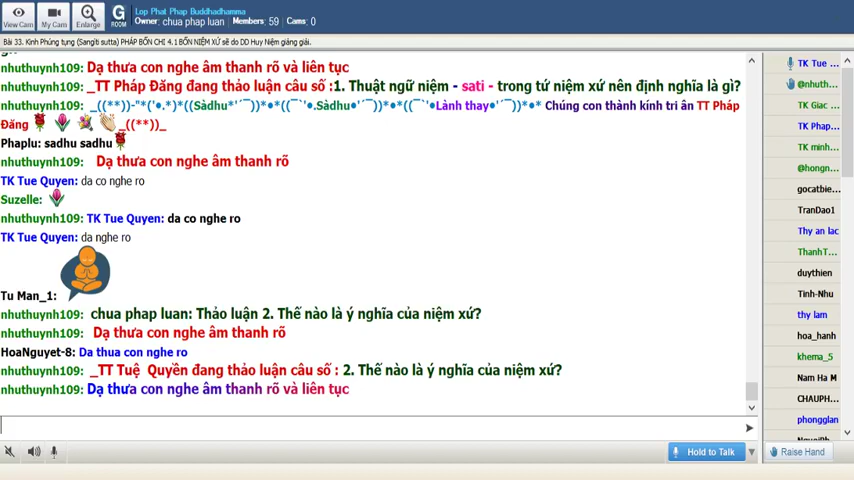 Lop Phat Phap Buddhadhamma
Owner: chua phap luan: Members: 59 : Cams: 0
View Cam My Cam Enlarge G ROOM
Bài 33. Kinh Phúng tụng (Sangiti sutta) PHÁP BỐN CHI 4.1 BỐN NIỆM XỨ sẽ do DD Huy Niệm giảng giải.
nhuthuynh109: Dạ thưa con nghe âm thanh rõ và liên tục
nhuthuynh109: _TT Pháp Đăng đang thảo luận câu số :1. Thuật ngữ niệm - sati - trong tứ niệm xứ nên định nghĩa là gì?
nhuthuynh109: _((**))-"*('•.*)*((Sàdhu*'´¯))*•*((¯`'•.Sàdhu*´¯))*•*((¯`'•Lành thay•'´¯))*•* Chúng con thành kính tri ân TT Pháp
Đăng _((**))_
Phaplu: sadhu sadhu
nhuthuynh109: Dạ thưa con nghe âm thanh rõ
TK Tue Quyen: da co nghe ro
Suzelle:
nhuthuynh109: TK Tue Quyen: da co nghe ro
TK Tue Quyen: da nghe ro
Tu Man_1:
nhuthuynh109: chua phap luan: Thảo luận 2. Thế nào là ý nghĩa của niệm xứ?
nhuthuynh109: Dạ thưa con nghe âm thanh rõ
HoaNguyet-8: Da thua con nghe ro
nhuthuynh109: _TT Tuệ Quyền đang thảo luận câu số : 2. Thế nào là ý nghĩa của niệm xứ?
nhuthuynh109: Dạ thưa con nghe âm thanh rõ và liên tục
TK Tue ...
@nhuth...
TK Giac ...
TK Phap...
TK minh...
@hongn...
gocatbie...
TranDao1
Thy an lac
ThanhT...
duythien
Tinh-Nhu
thy lam
hoa_hanh
khema_5
Nam Ha M
CHAUPH...
phongglan
Hold to Talk
Raise Hand